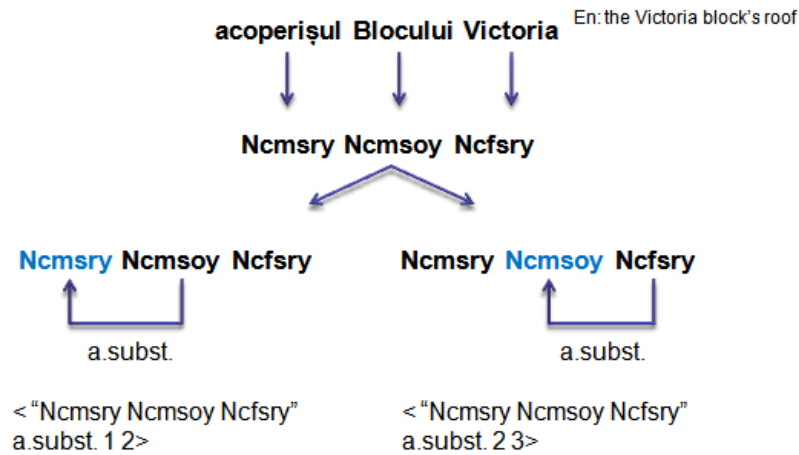 acoperișul Blocului Victoria
En: the Victoria block's roof
Ncmsry Ncmsoy Ncfsry
Ncmsry Ncmsoy Ncfsry
a.subst.
< “Ncmsry Ncmsoy Ncfsry”
a.subst. 1 2>
Ncmsry Ncmsoy Ncfsry
a.subst.
< “Ncmsry Ncmsoy Ncfsry”
a.subst. 2 3>